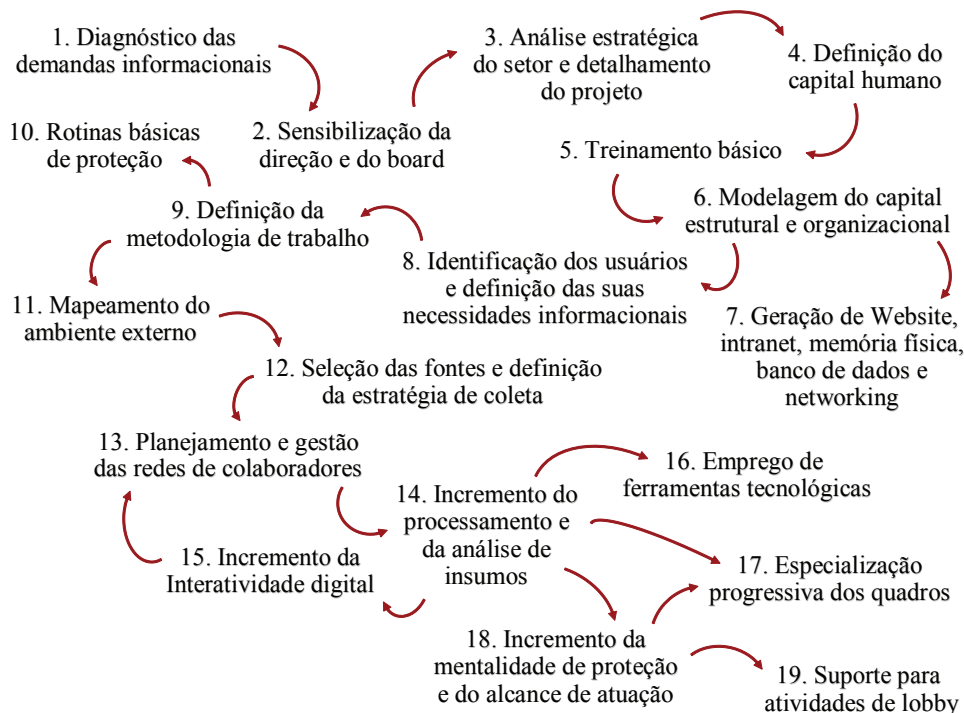 1. Diagnóstico das
demandas informacionais
2. Sensibilização da
direção e do board
3. Análise estratégica
do setor e detalhamento
do projeto
4. Definição do
capital humano
5. Treinamento básico
6. Modelagem do capital
estrutural e organizacional
7. Geração de Website,
intranet, memória física,
banco de dados e
networking
8. Identificação dos usuários
e definição das suas
necessidades informacionais
9. Definição da
metodologia de trabalho
10. Rotinas básicas
de proteção
11. Mapeamento do
ambiente externo
12. Seleção das fontes e definição
da estratégia de coleta
13. Planejamento e gestão
das redes de colaboradores
14. Incremento do
processamento e
da análise de
insumos
15. Incremento da
Interatividade digital
16. Emprego de
ferramentas tecnológicas
17. Especialização
progressiva dos quadros
18. Incremento da
mentalidade de proteção
e do alcance de atuação
19. Suporte para
atividades de lobby